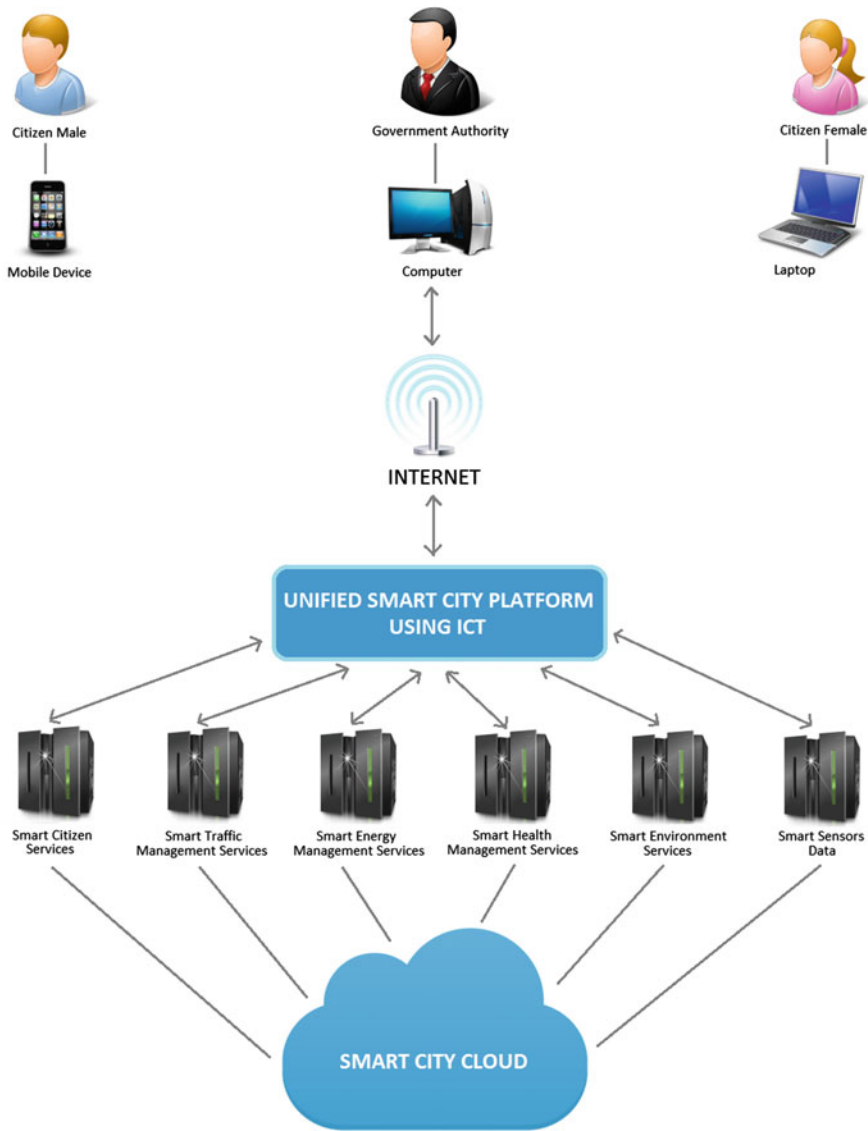 Citizen Male
Government Authority
Citizen Female
Mobile Device
Computer
Laptop
INTERNET
UNIFIED SMART CITY PLATFORM
USING ICT
Smart Citizen
Services
Smart Traffic
Management Services
Smart Energy
Management Services
Smart Health
Management Services
Smart Environment
Services
Smart Sensors
Data
SMART CITY CLOUD